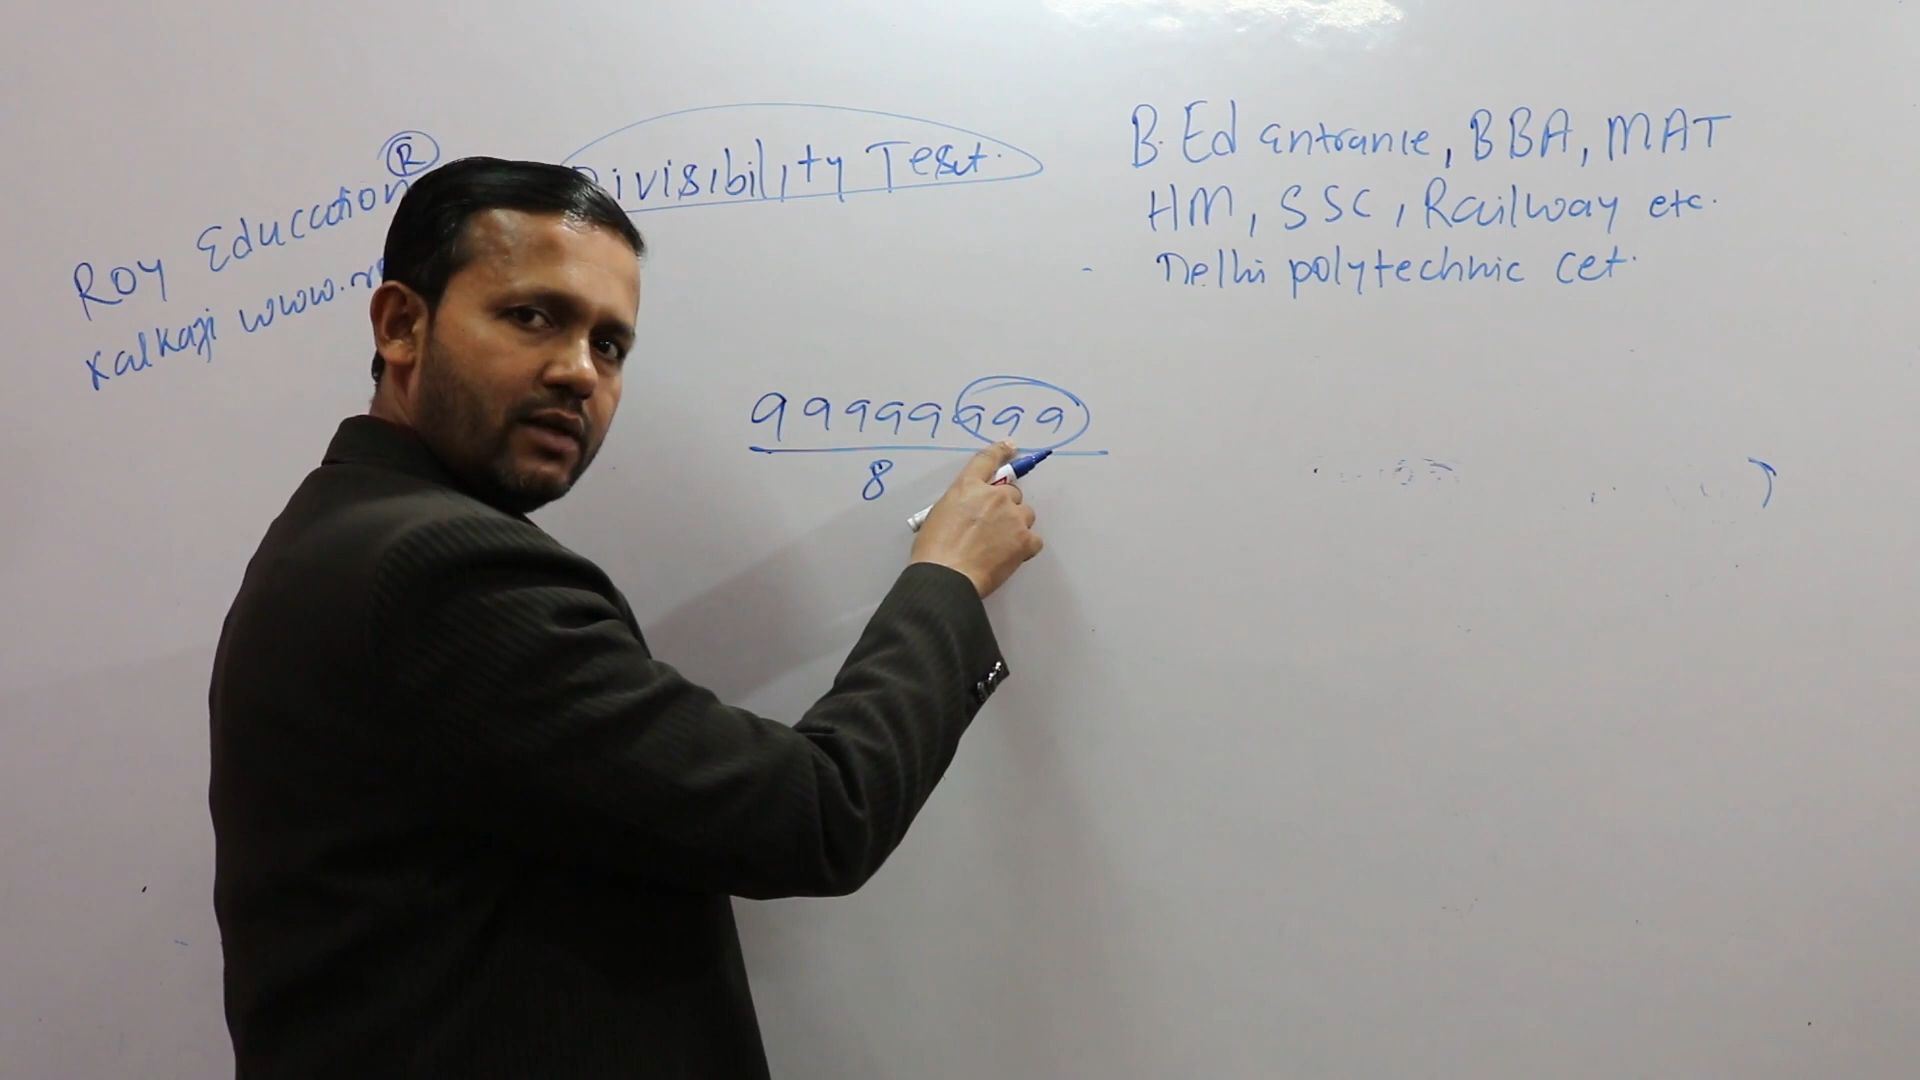 Roy Education ®
Kalkaji www.
Divisibility Test.
B.Ed entrance, BBA, MAT
HM, SSC, Railway etc.
Delhi polytechnic cet.
99999999
8